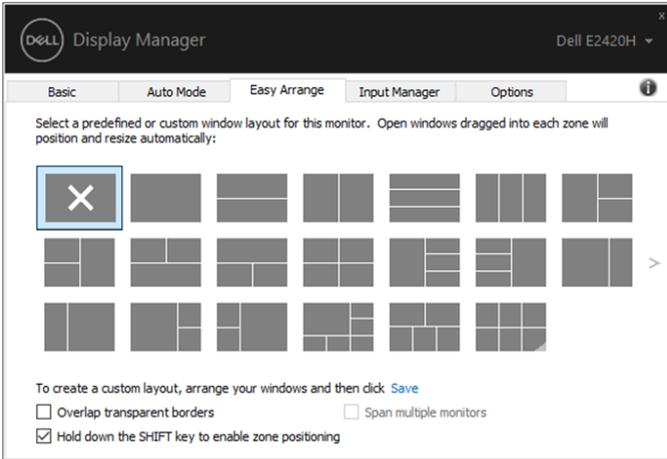 x
DELL Display Manager Dell E2420H
Basic Auto Mode Easy Arrange Input Manager Options i
Select a predefined or custom window layout for this monitor. Open windows dragged into each zone will
position and resize automatically:
To create a custom layout, arrange your windows and then click Save
Overlap transparent borders Span multiple monitors
Hold down the SHIFT key to enable zone positioning